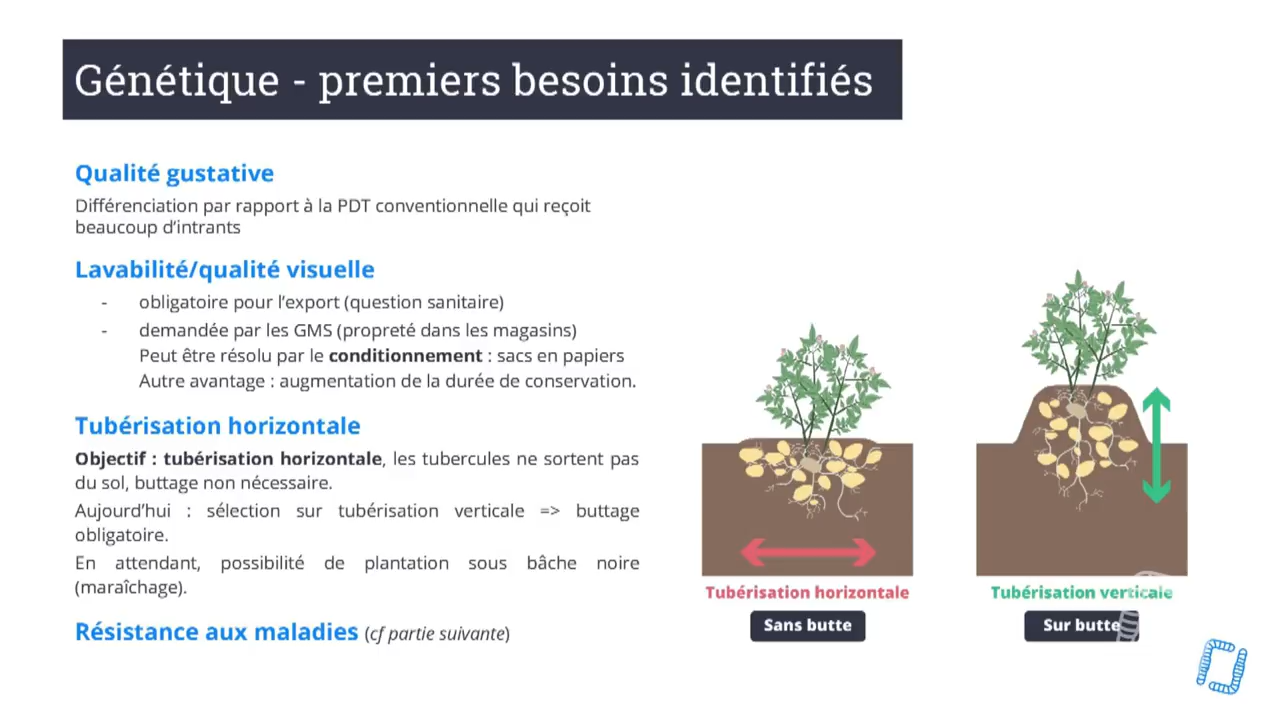 Génétique - premiers besoins identifiés
Qualité gustative
Différenciation par rapport à la PDT conventionnelle qui reçoit
beaucoup d'intrants
Lavabilité/qualité visuelle
- obligatoire pour l'export (question sanitaire)
- demandée par les GMS (propreté dans les magasins)
Peut être résolu par le conditionnement : sacs en papiers
Autre avantage : augmentation de la durée de conservation.
Tubérisation horizontale
Objectif : tubérisation horizontale, les tubercules ne sortent pas
du sol, buttage non nécessaire.
Aujourd'hui : sélection sur tubérisation verticale => buttage
obligatoire.
En attendant, possibilité de plantation sous bâche noire
(maraîchage).
Résistance aux maladies (cf partie suivante)
Tubérisation horizontale
Sans butte
Tubérisation verticale
Sur butte